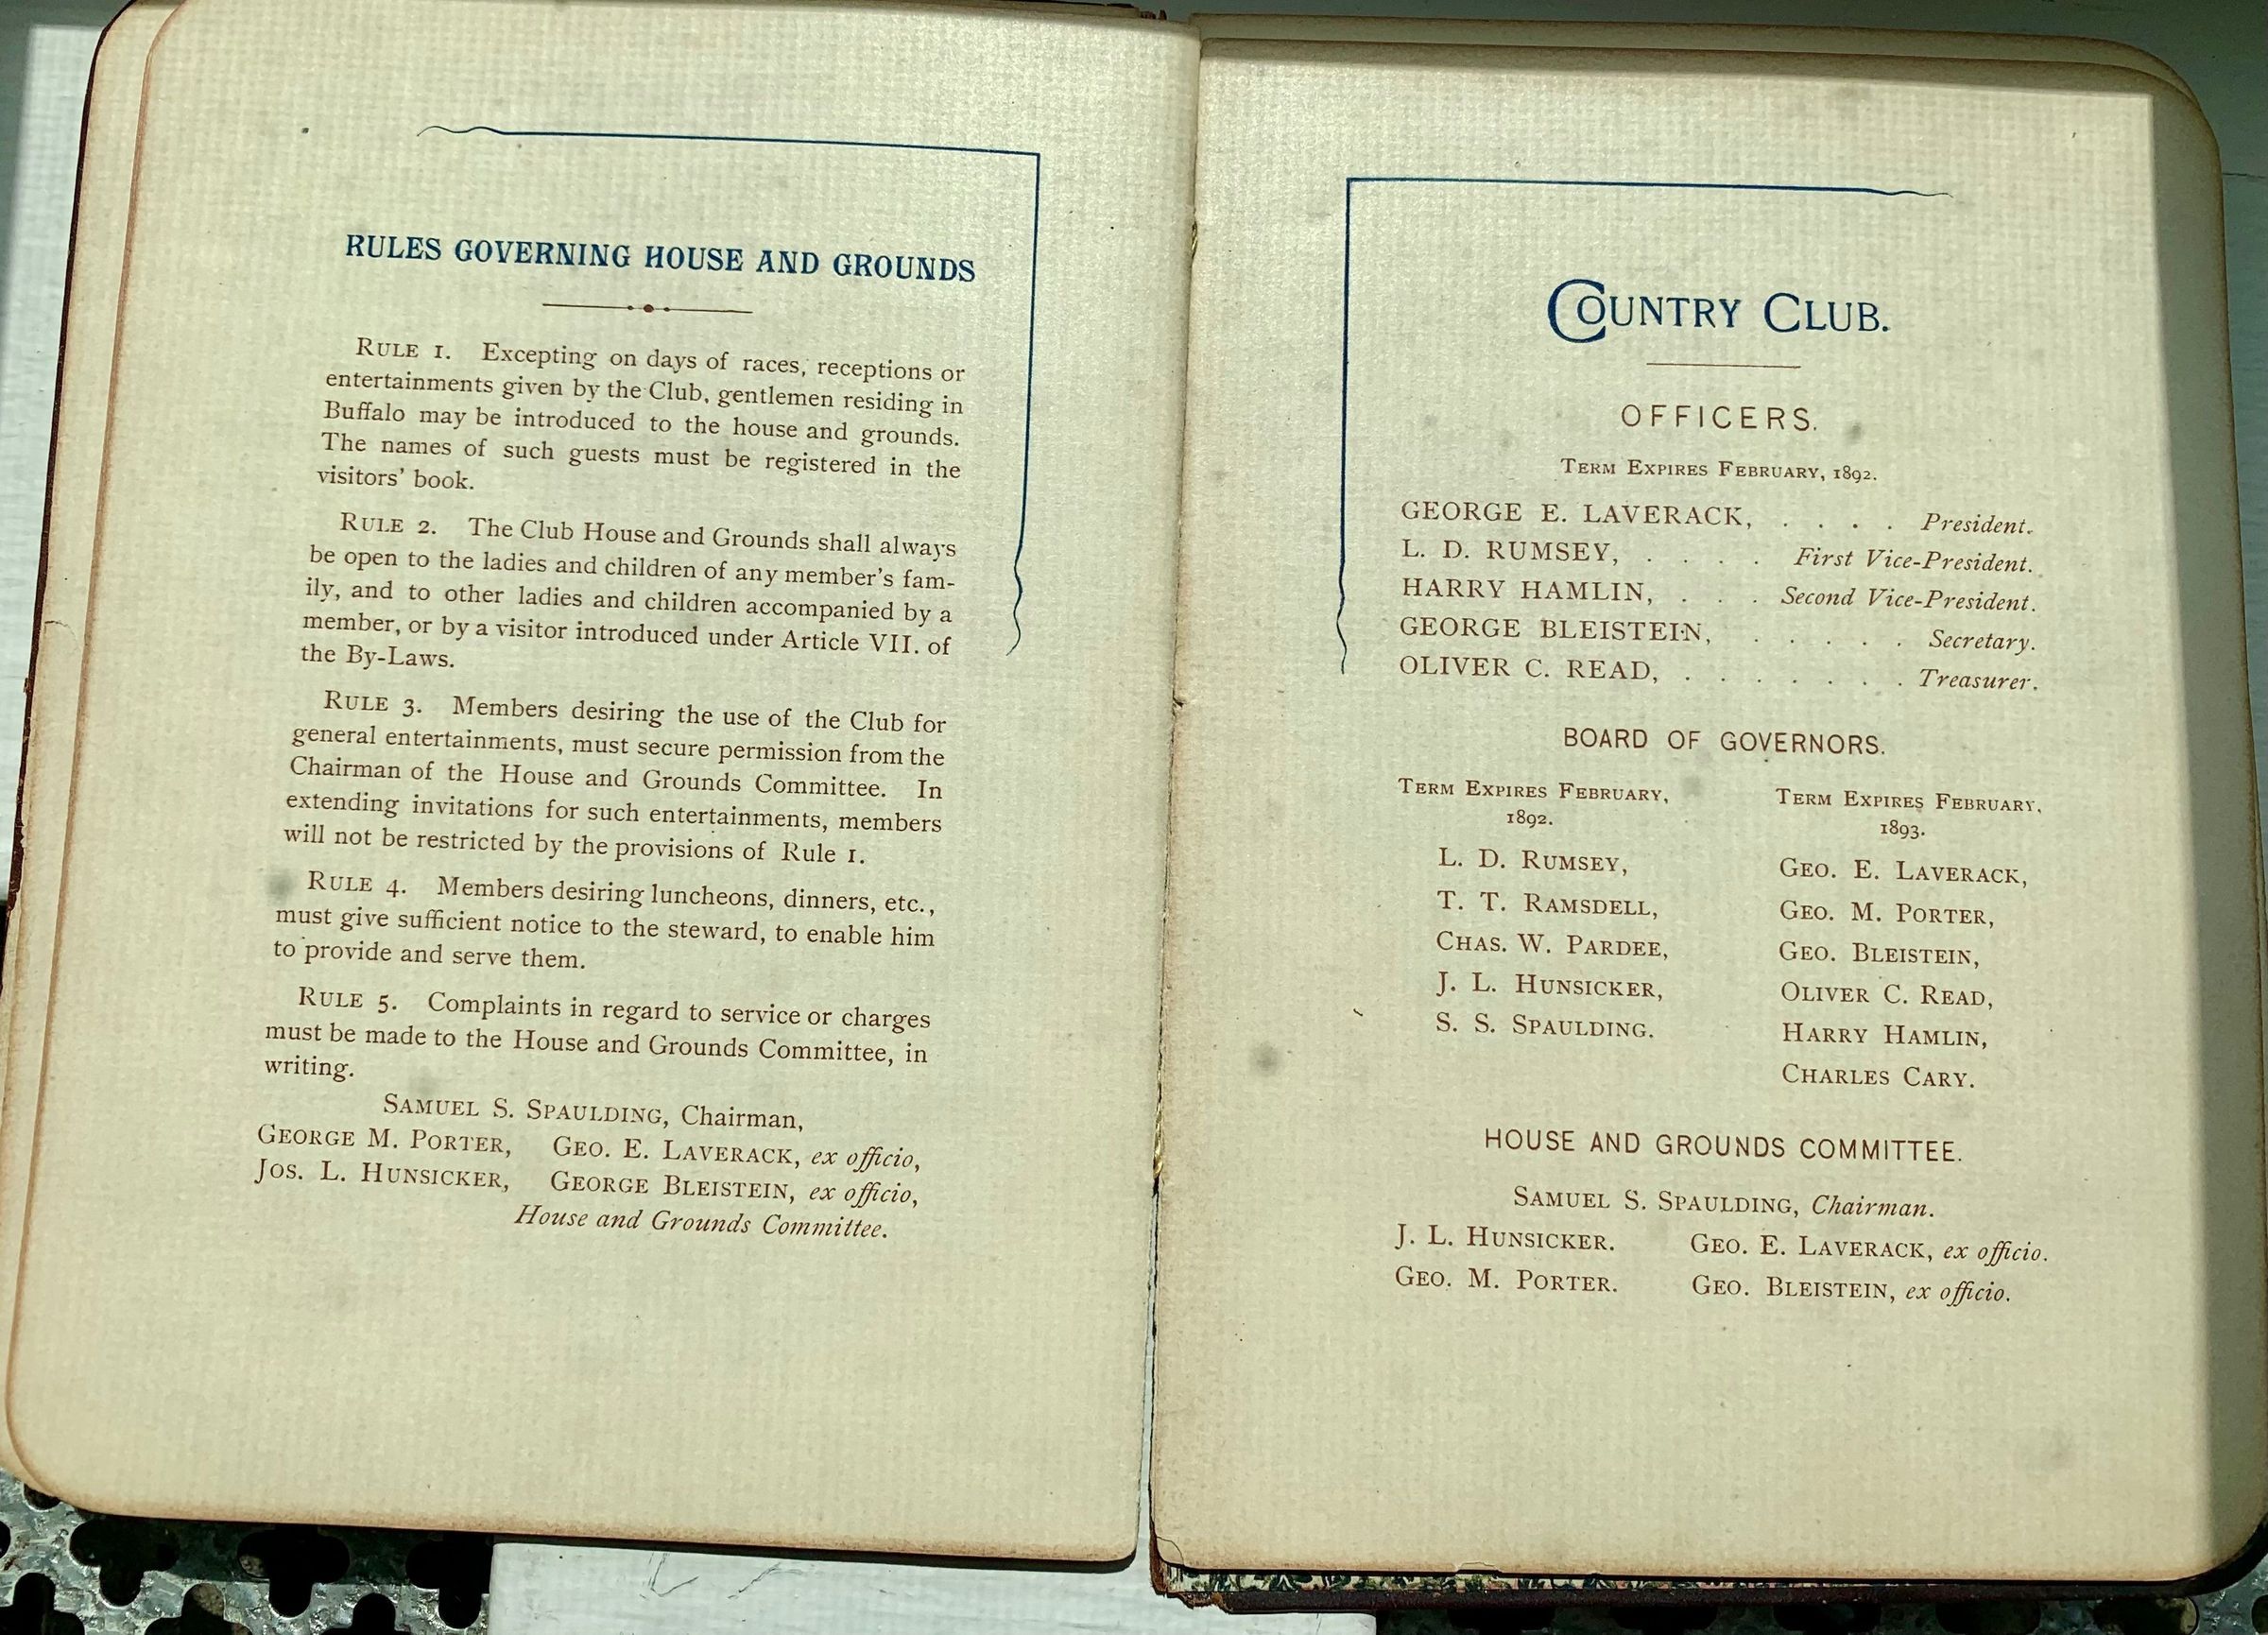 RULES GOVERNING HOUSE AND GROUNDS
RULE 1. Excepting on days of races, receptions or
entertainments given by the Club, gentlemen residing in
Buffalo may be introduced to the house and grounds.
The names of such guests must be registered in the
visitors' book.
RULE 2. The Club House and Grounds shall always
be open to the ladies and children of any member's fam-
ily, and to other ladies and children accompanied by a
member, or by a visitor introduced under Article VII. of
the By-Laws.
RULE 3. Members desiring the use of the Club for
general entertainments, must secure permission from the
Chairman of the House and Grounds Committee. In
extending invitations for such entertainments, members
will not be restricted by the provisions of Rule 1.
RULE 4. Members desiring luncheons, dinners, etc.,
must give sufficient notice to the steward, to enable him
to provide and serve them.
RULE 5. Complaints in regard to service or charges
must be made to the House and Grounds Committee, in
writing.
SAMUEL S. SPAULDING, Chairman,
GEORGE M. PORTER, GEO. E. LAVERACK, ex officio,
JOS. L. HUNSICKER, GEORGE BLEISTEIN, ex officio,
House and Grounds Committee.
COUNTRY CLUB.
OFFICERS.
TERM EXPIRES FEBRUARY, 1892.
GEORGE E. LAVERACK, . . . . President.
L. D. RUMSEY, . . . . First Vice-President.
HARRY HAMLIN, . . . Second Vice-President.
GEORGE BLEISTEIN, . . . . . Secretary.
OLIVER C. READ, . . . . . . . Treasurer.
BOARD OF GOVERNORS.
TERM EXPIRES FEBRUARY,
1892.
L. D. RUMSEY,
T. T. RAMSDELL,
CHAS. W. PARDEE,
J. L. HUNSICKER,
S. S. SPAULDING.
TERM EXPIRES FEBRUARY,
1893.
GEO. E. LAVERACK,
GEO. M. PORTER,
GEO. BLEISTEIN,
OLIVER C. READ,
HARRY HAMLIN,
CHARLES CARY.
HOUSE AND GROUNDS COMMITTEE.
SAMUEL S. SPAULDING, Chairman.
J. L. HUNSICKER. GEO. E. LAVERACK, ex officio.
GEO. M. PORTER. GEO. BLEISTEIN, ex officio.